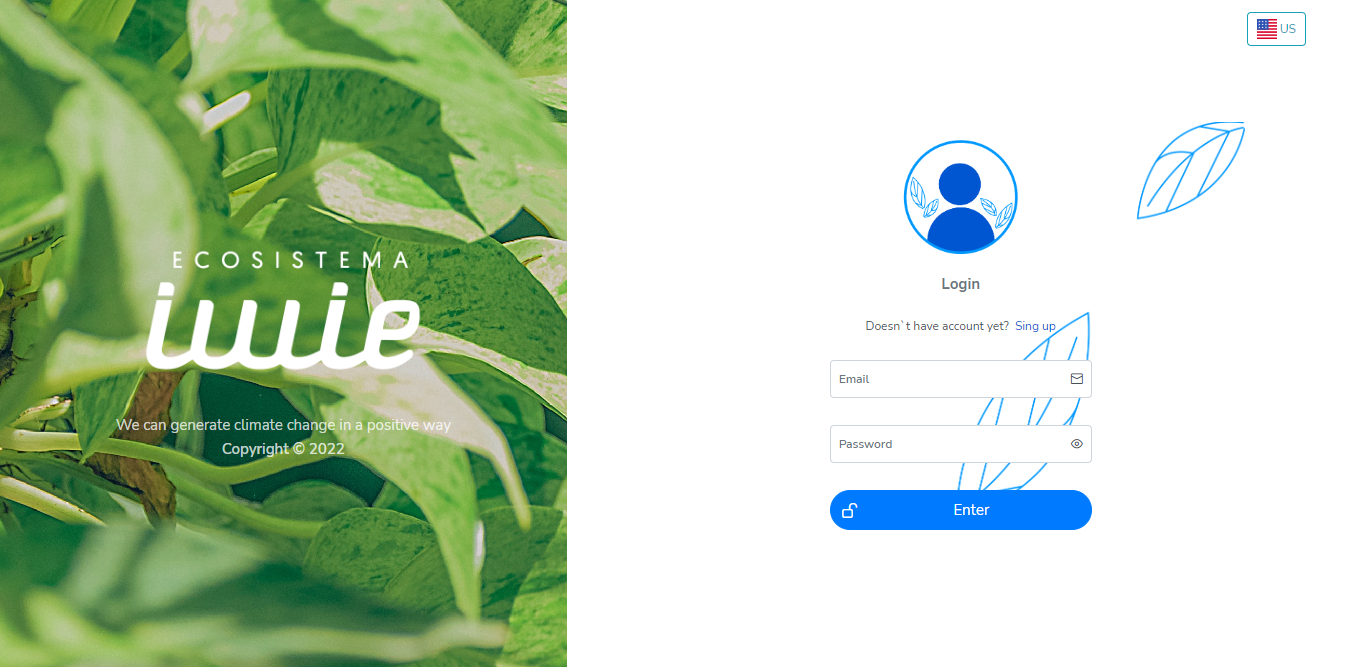 US
ECOSISTEMA
iuuie
We can generate climate change in a positive way
Copyright © 2022
Login
Doesn`t have account yet? Sing up
Email
Password
Enter